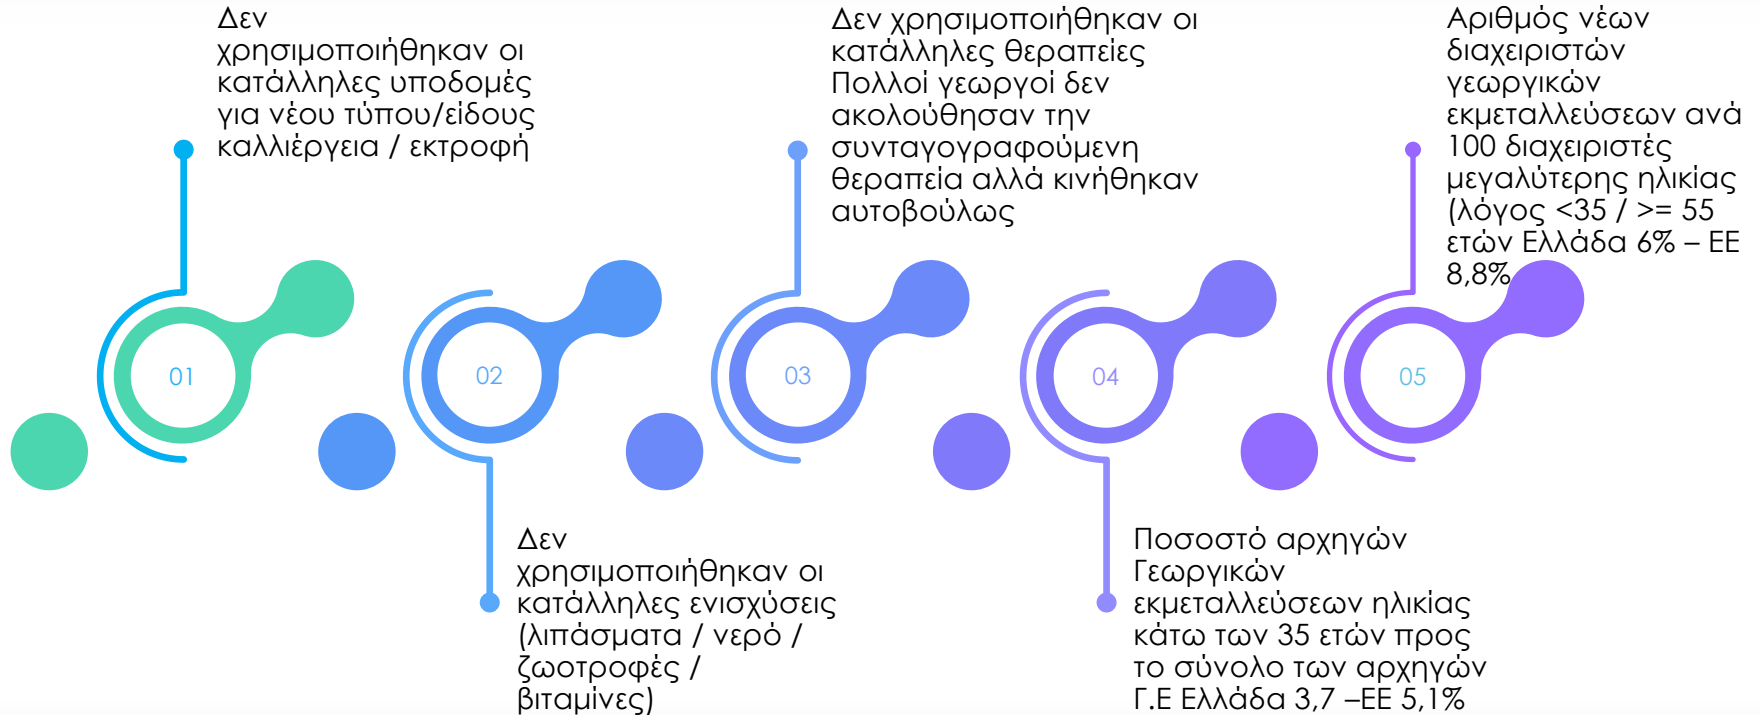 Δεν
χρησιμοποιήθηκαν οι
κατάλληλες υποδομές
για νέου τύπου/είδους
καλλιέργεια / εκτροφή
01
Δεν
χρησιμοποιήθηκαν οι
κατάλληλες ενισχύσεις
(λιπάσματα / νερό /
ζωοτροφές /
βιταμίνες)
02
Δεν χρησιμοποιήθηκαν οι
κατάλληλες θεραπείες
Πολλοί γεωργοί δεν
ακολούθησαν την
συνταγογραφούμενη
θεραπεία αλλά κινήθηκαν
αυτοβούλως
03
Ποσοστό αρχηγών
Γεωργικών
εκμεταλλεύσεων ηλικίας
κάτω των 35 ετών προς
το σύνολο των αρχηγών
Γ.Ε Ελλάδα 3,7 –ΕΕ 5,1%
04
Αριθμός νέων
διαχειριστών
γεωργικών
εκμεταλλεύσεων ανά
100 διαχειριστές
μεγαλύτερης ηλικίας
(λόγος <35 / >= 55
ετών Ελλάδα 6% – ΕΕ
8,8%
05